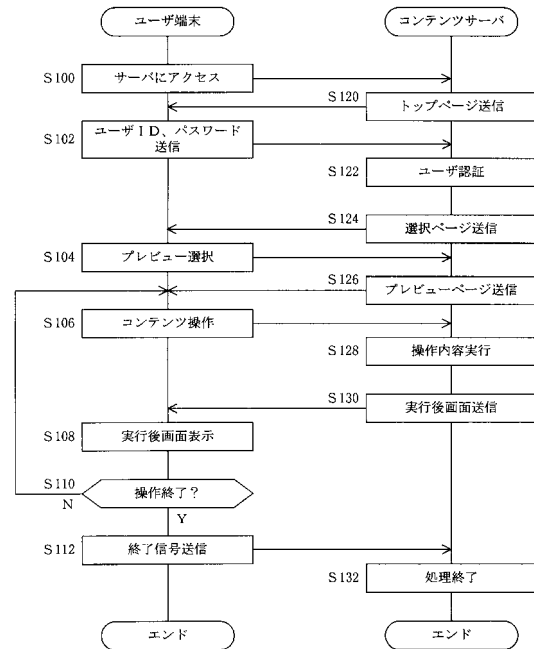 ユーザ端末
コンテンツサーバ
S100
サーバにアクセス
S120
トップページ送信
S102
ユーザID、パスワード
送信
S122
ユーザ認証
S124
選択ページ送信
S104
プレビュー選択
S126
プレビューページ送信
S106
コンテンツ操作
S128
操作内容実行
S130
実行後画面送信
S108
実行後画面表示
S110
操作終了?
N
Y
S112
終了信号送信
S132
処理終了
エンド
エンド